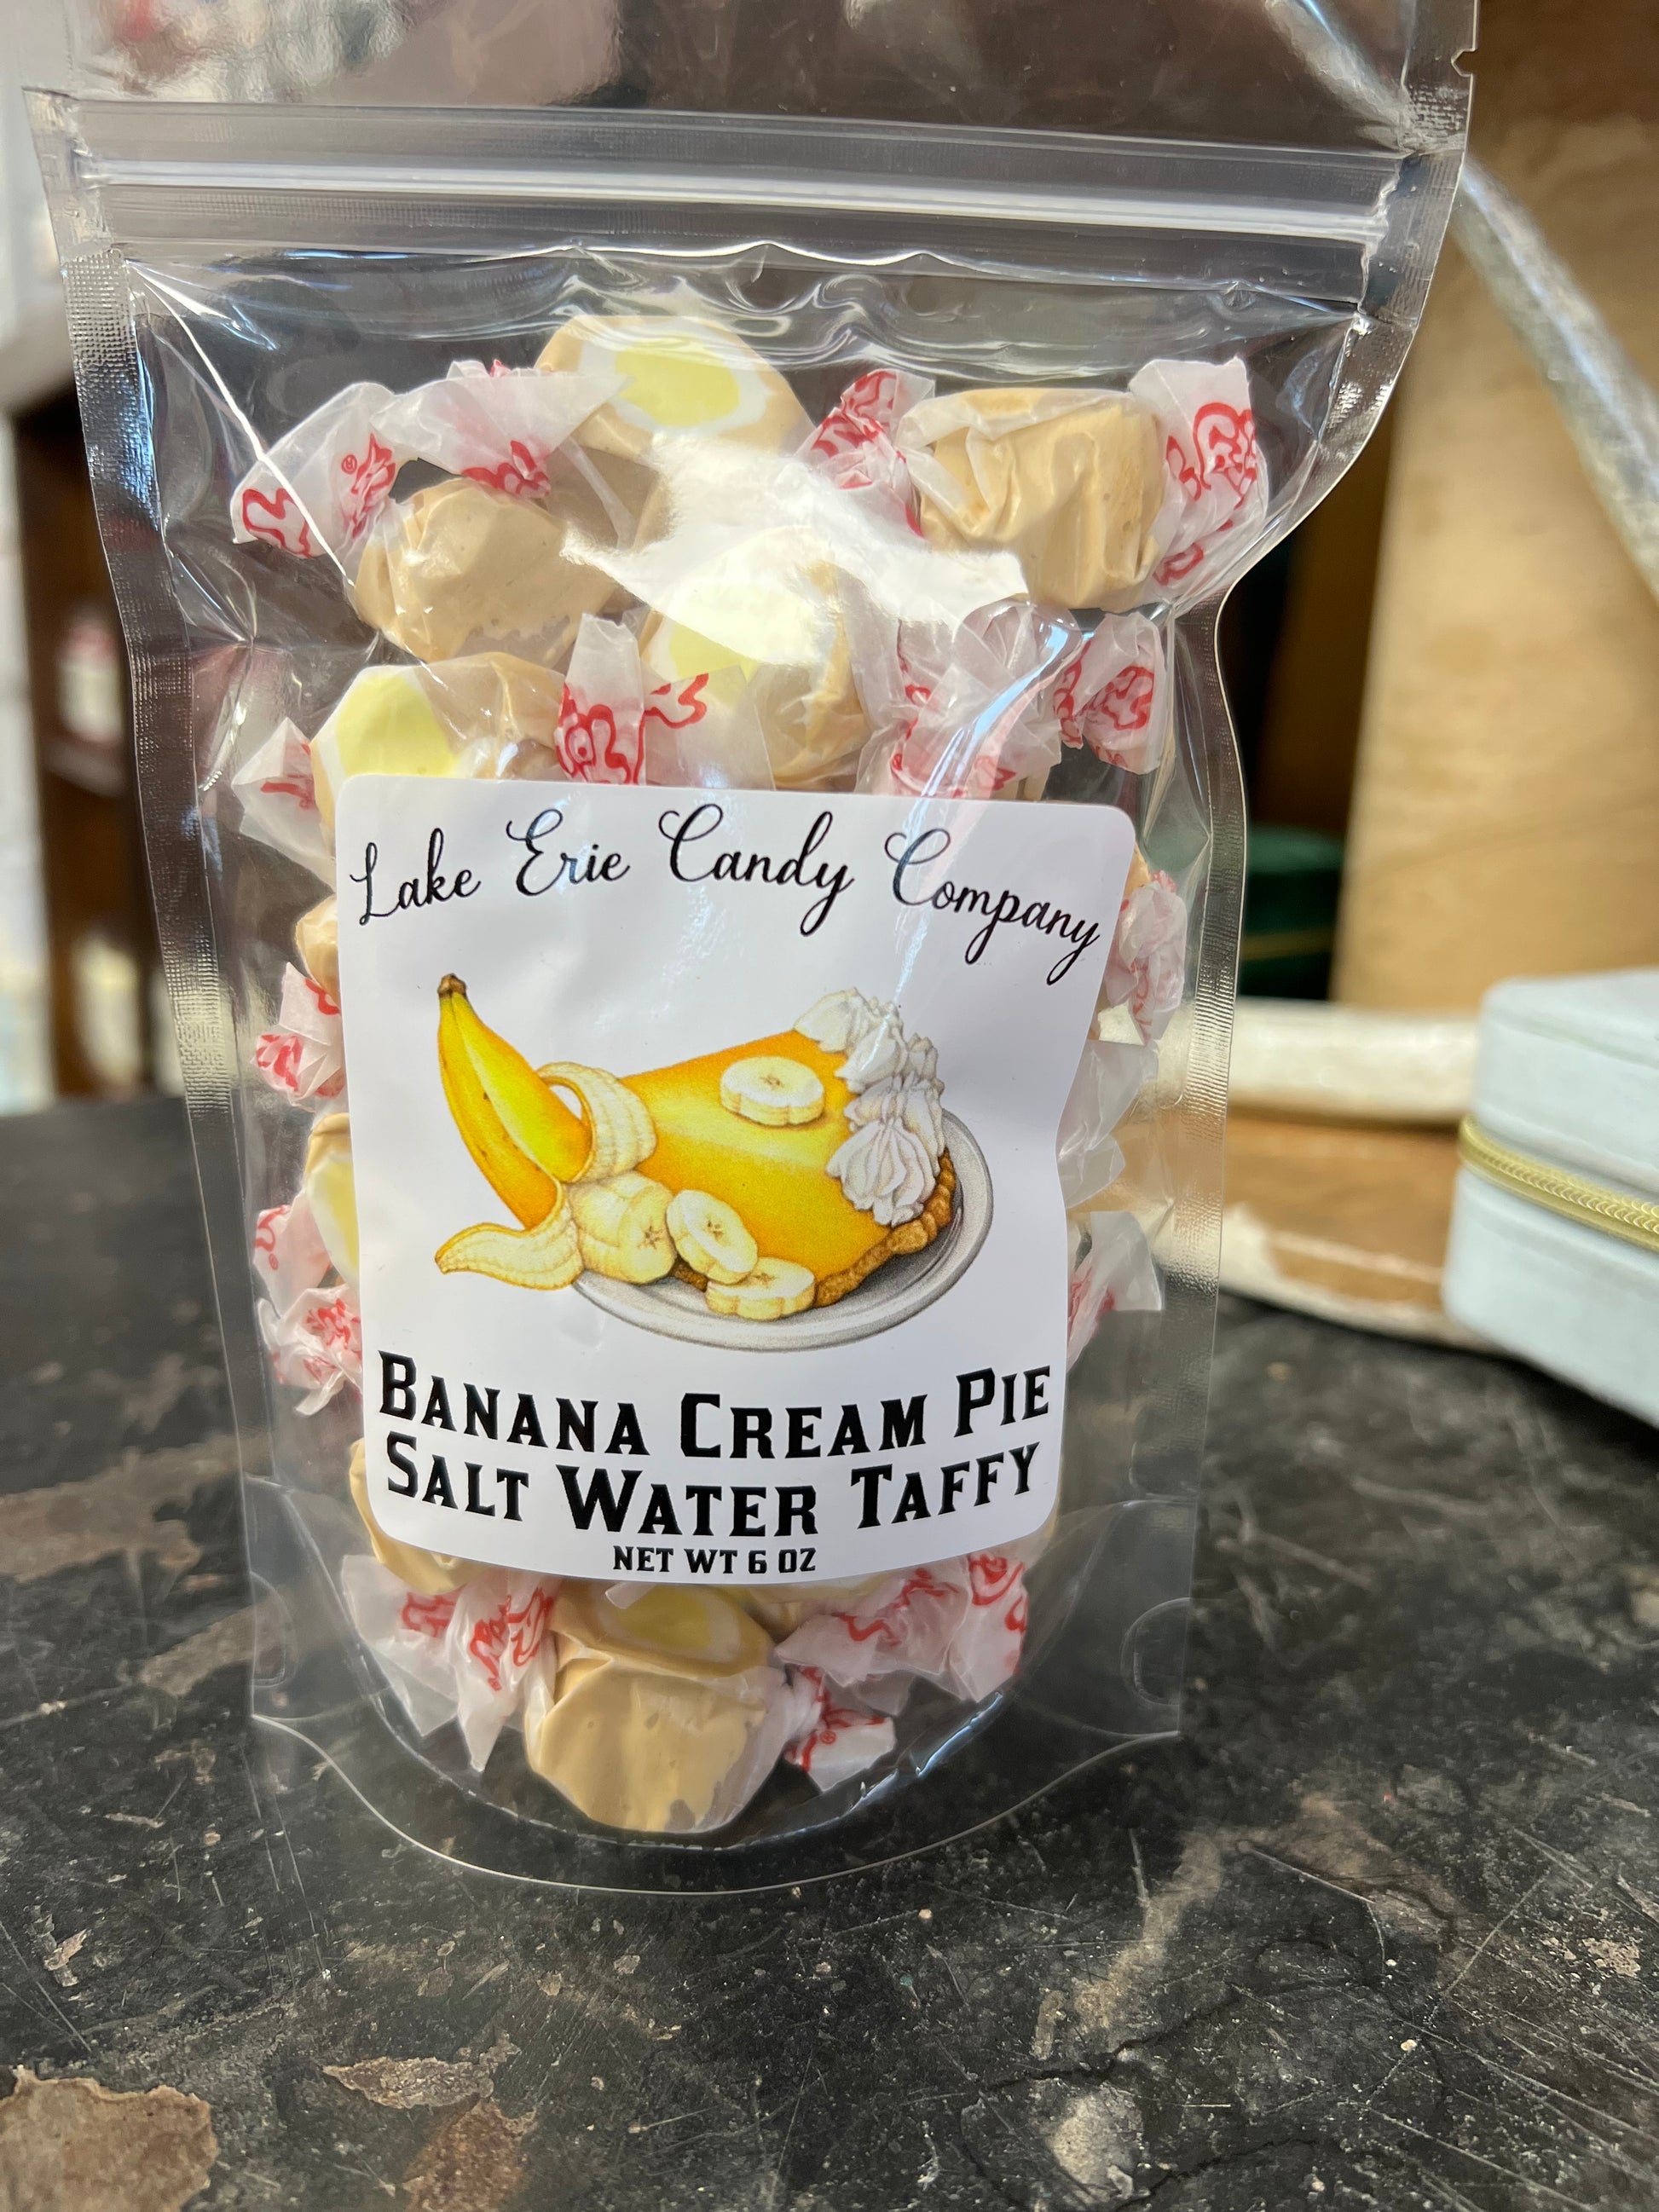 Lake Erie Candy Company
Banana Cream Pie
Salt Water Taffy
NET WT 6 OZ